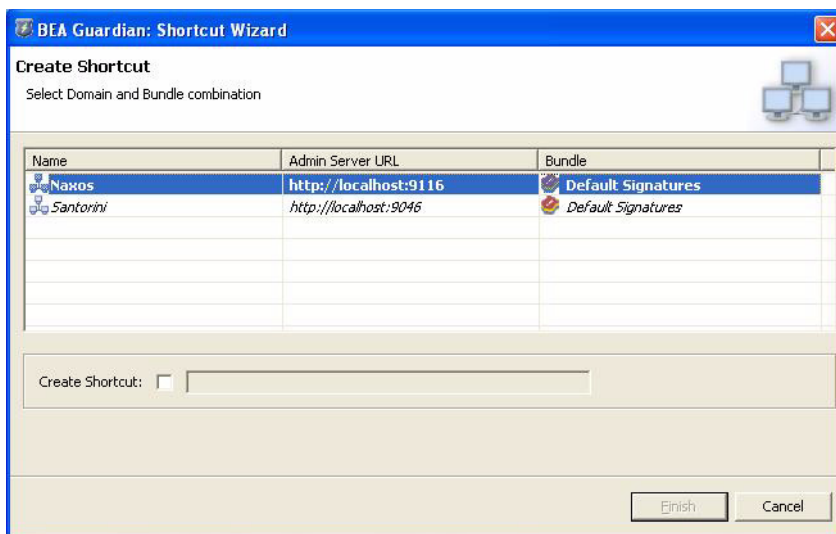 BEA Guardian: Shortcut Wizard
Create Shortcut
Select Domain and Bundle combination
Name Admin Server URL Bundle
Naxos http://localhost:9116 Default Signatures
Santorini http://localhost:9046 Default Signatures
Create Shortcut:
Finish Cancel